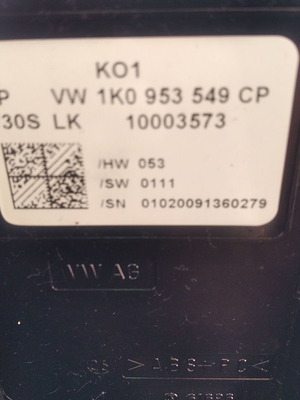 KO1
P VW 1K0 953 549 CP
30S LK 10003573
/HW 053
/SW 0111
/SN 01020091360279
VW AG
>ABS+PC<